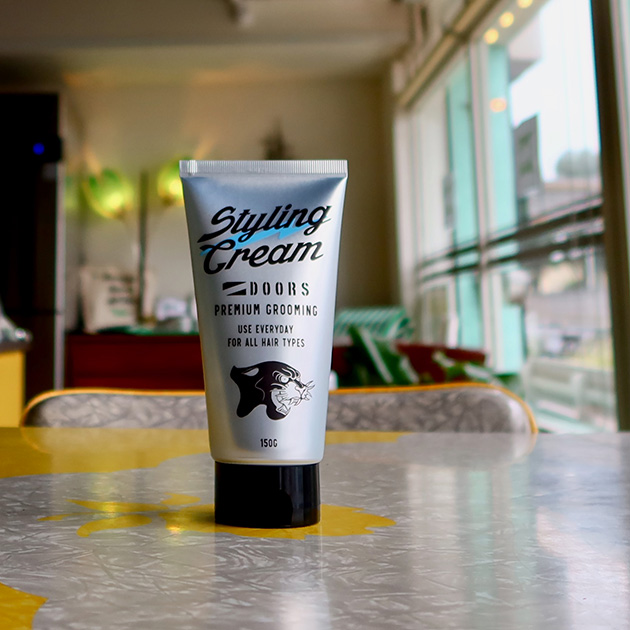 Styling
Cream
DOORS
PREMIUM GROOMING
USE EVERYDAY
FOR ALL HAIR TYPES
150G